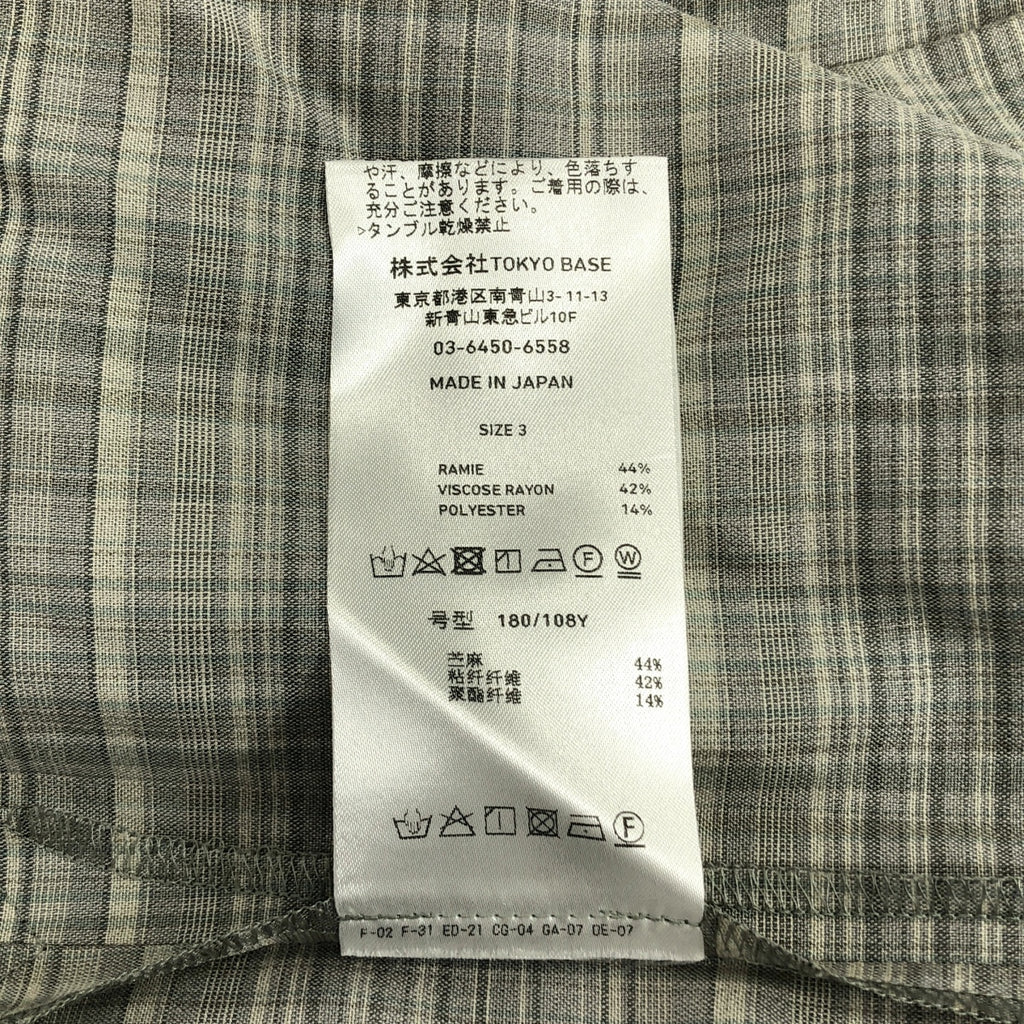 や汗、摩擦などにより、色落ちす
ることがあります。ご着用の際は、
充分ご注意ください。
▷タンブル乾燥禁止
株式会社TOKYO BASE
東京都港区南青山3-11-13
新青山東急ビル10F
03-6450-6558
MADE IN JAPAN
SIZE 3
RAMIE 44%
VISCOSE RAYON 42%
POLYESTER 14%
F W
号型 180/108Y
苎麻 44%
粘纤纤维 42%
聚酯纤维 14%
F
F-02 F-31 ED-21 CG-04 GA-07 DE-07